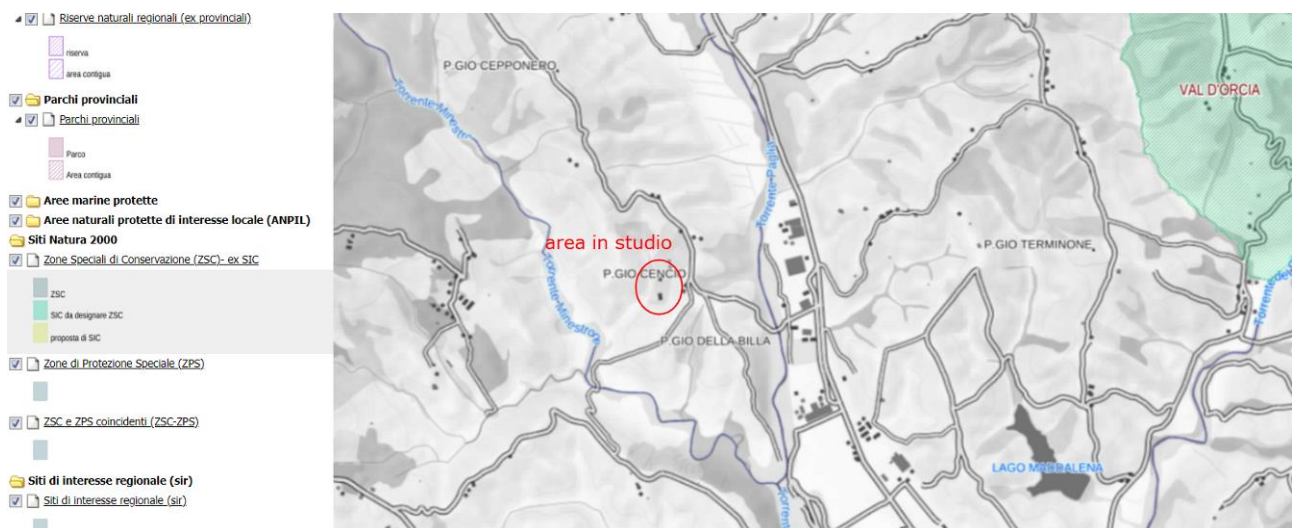 Riserve naturali regionali (ex provinciali)
riserva
area contigua
Parchi provinciali
Parchi provinciali
Parco
Area contigua
Aree marine protette
Aree naturali protette di interesse locale (ANPIL)
Siti Natura 2000
Zone Speciali di Conservazione (ZSC)- ex SIC
ZSC
SIC da designare ZSC
proposta di SIC
Zone di Protezione Speciale (ZPS)
ZSC e ZPS coincidenti (ZSC-ZPS)
Siti di interesse regionale (sir)
Siti di interesse regionale (sir)
P.GIO CEPPONERO
Torrente-Minestrone
VAL D'ORCIA
Torrente-Paglia
area in studio
P.GIO CENCIO
P.GIO TERMINONE
Torrente-Minestrone
P.GIO DELLA BILLA
LAGO MADDALENA